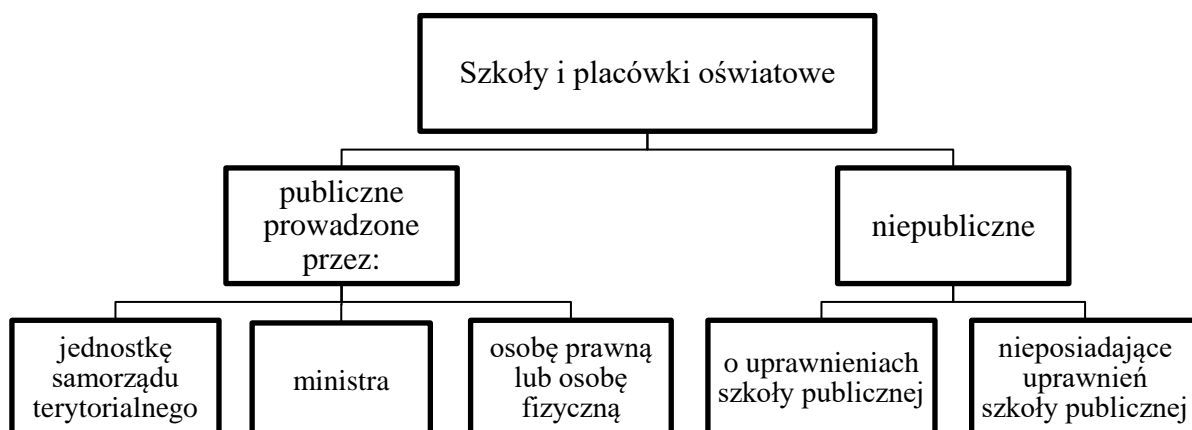 Szkoły i placówki oświatowe
publiczne
prowadzone
przez:
niepubliczne
jednostkę
samorządu
terytorialnego
ministra
osobę prawną
lub osobę
fizyczną
o uprawnieniach
szkoły publicznej
nieposiadające
uprawnień
szkoły publicznej